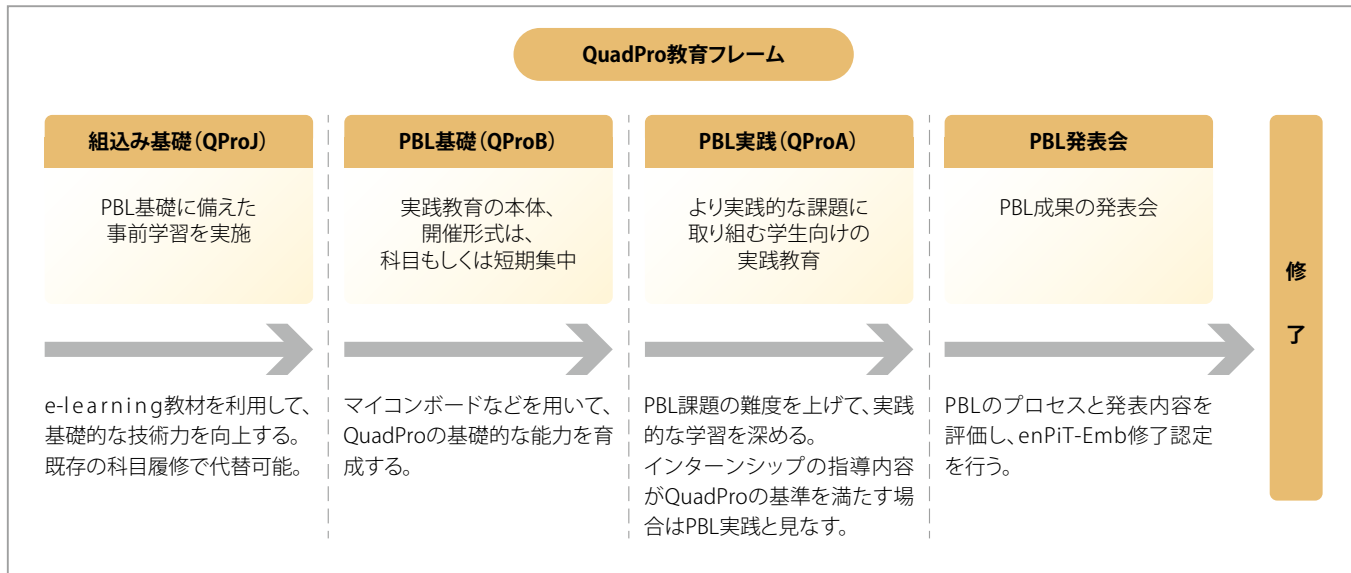 QuadPro教育フレーム
組込み基礎(QProJ)
PBL基礎に備えた
事前学習を実施
e-learning教材を利用して、
基礎的な技術力を向上する。
既存の科目履修で代替可能。
PBL基礎(QProB)
実践教育の本体、
開催形式は、
科目もしくは短期集中
マイコンボードなどを用いて、
QuadProの基礎的な能力を育
成する。
PBL実践(QProA)
より実践的な課題に
取り組む学生向けの
実践教育
PBL課題の難度を上げて、実践
的な学習を深める。
インターンシップの指導内容
がQuadProの基準を満たす場
合はPBL実践と見なす。
PBL発表会
PBL成果の発表会
PBLのプロセスと発表内容を
評価し、enPiT-Emb修了認定
を行う。
修了